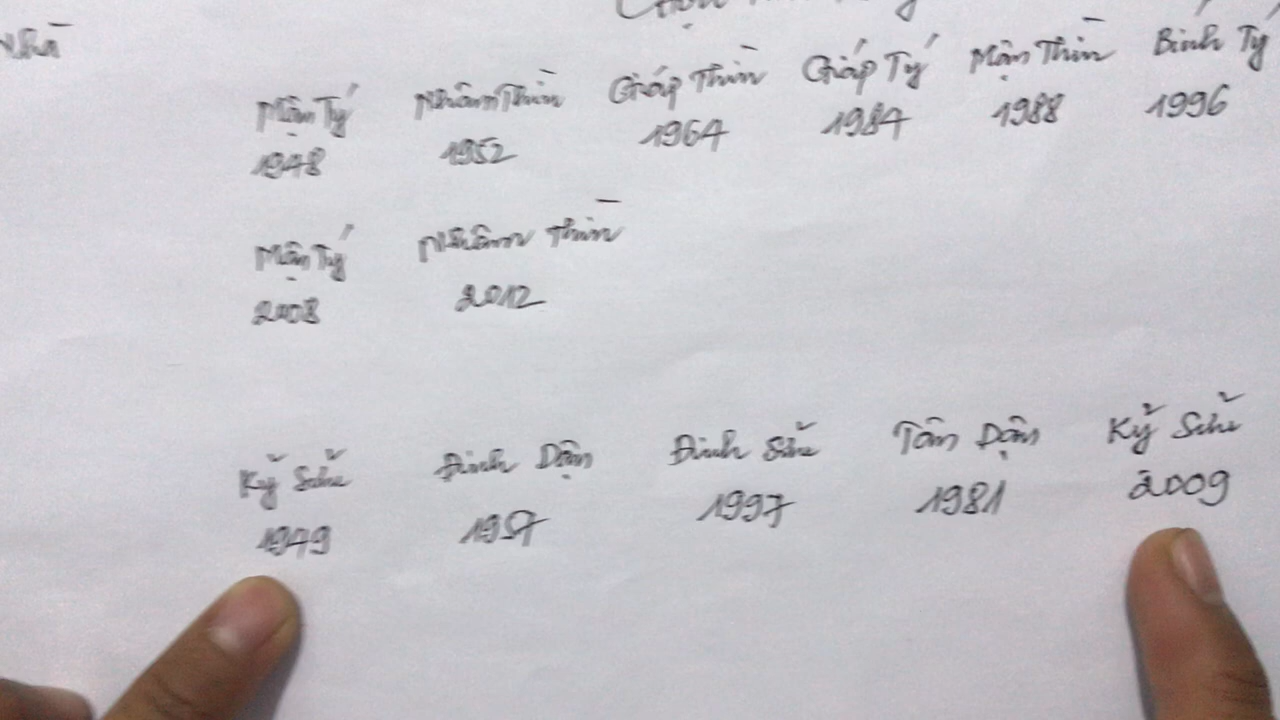 Nhà
Mậu Tý Nhâm Thìn Giáp Thìn Giáp Tý Mậu Thìn Bính Tý
1948 1952 1964 1984 1988 1996
Mậu Tý Nhâm Thìn
2008 2012
Kỷ Sửu Đinh Dậu Đinh Sửu Tân Dậu Kỷ Sửu
1949 1957 1997 1981 2009